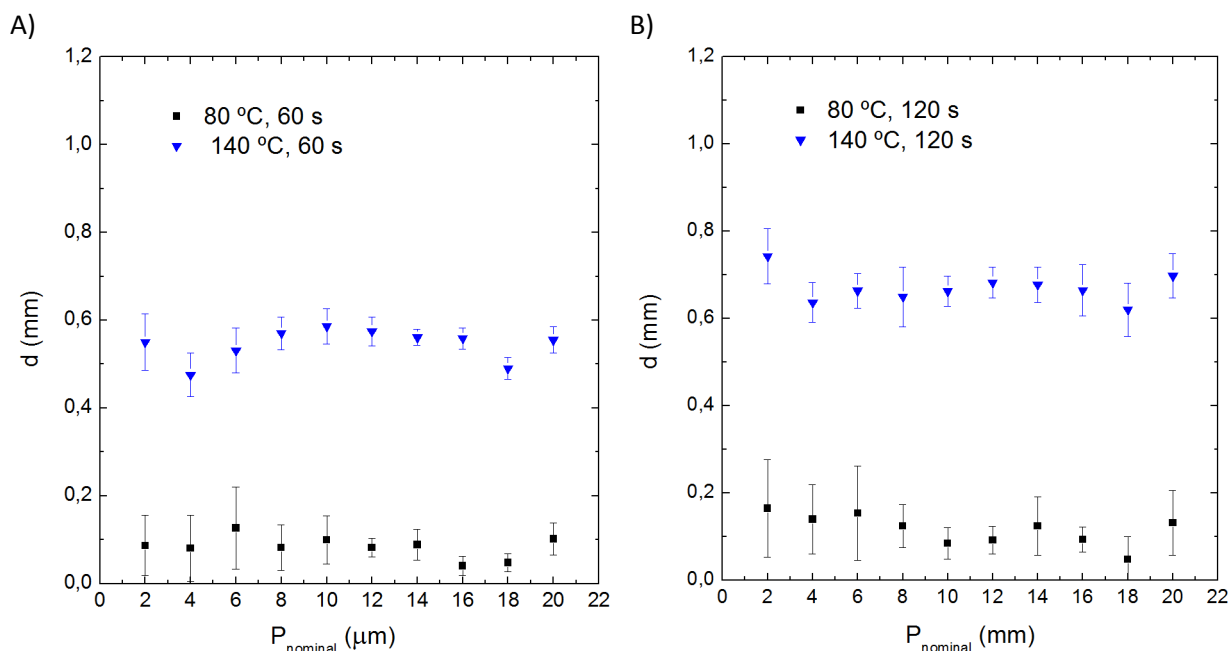 A)
1,2
1,0
0,8
0,6
0,4
0,2
0,0
d (mm)
80 ºC, 60 s
140 ºC, 60 s
0 2 4 6 8 10 12 14 16 18 20 22
P_nominal (μm)
B)
1,2
1,0
0,8
0,6
0,4
0,2
0,0
d (mm)
80 ºC, 120 s
140 ºC, 120 s
0 2 4 6 8 10 12 14 16 18 20 22
P_nominal (mm)